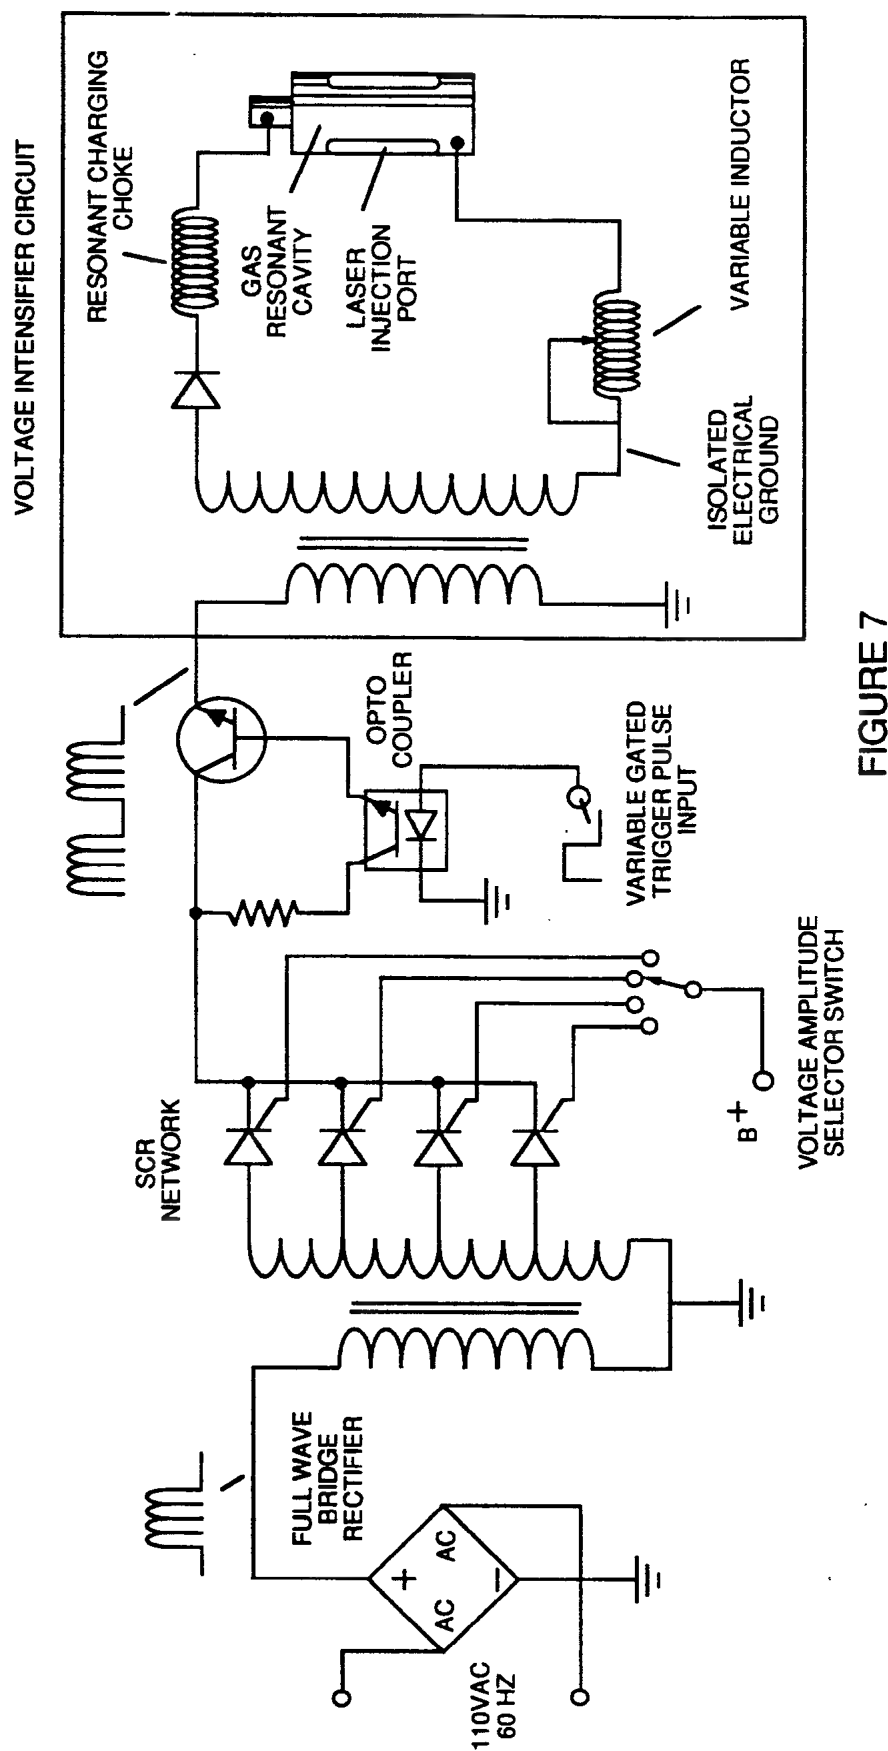 VOLTAGE INTENSIFIER CIRCUIT
RESONANT CHARGING
CHOKE
GAS
RESONANT
CAVITY
LASER
INJECTION
PORT
VARIABLE INDUCTOR
ISOLATED
ELECTRICAL
GROUND
OPTO
COUPLER
VARIABLE GATED
TRIGGER PULSE
INPUT
SCR
NETWORK
B+
VOLTAGE AMPLITUDE
SELECTOR SWITCH
FULL WAVE
BRIDGE
RECTIFIER
AC
+
AC
−
110VAC
60 HZ
FIGURE 7